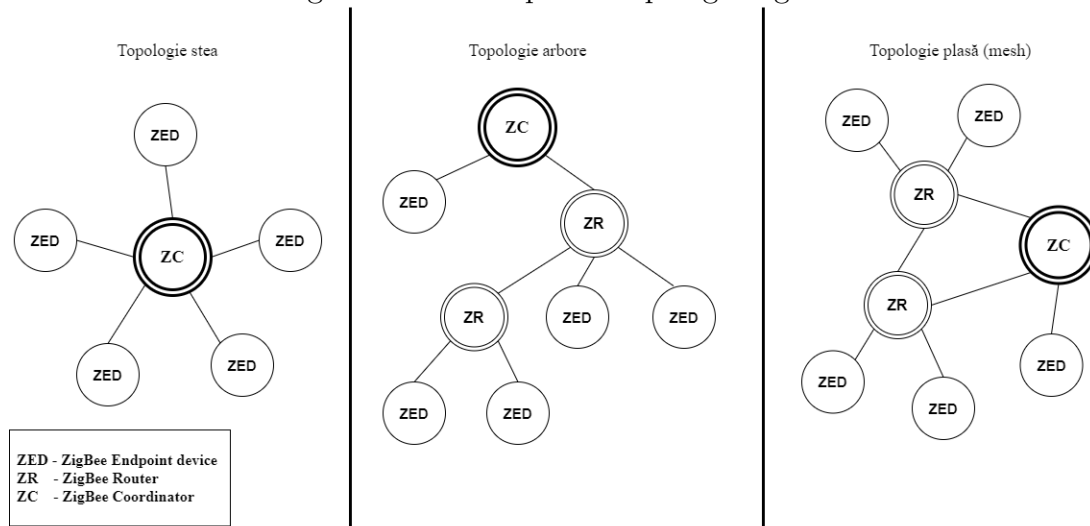 Topologie stea
ZED
ZED
ZC
ZED
ZED
ZED
ZED - ZigBee Endpoint device
ZR - ZigBee Router
ZC - ZigBee Coordinator
Topologie arbore
ZC
ZED
ZR
ZR
ZED
ZED
ZED
ZED
Topologie plasă (mesh)
ZED
ZED
ZR
ZC
ZR
ZED
ZED
ZED